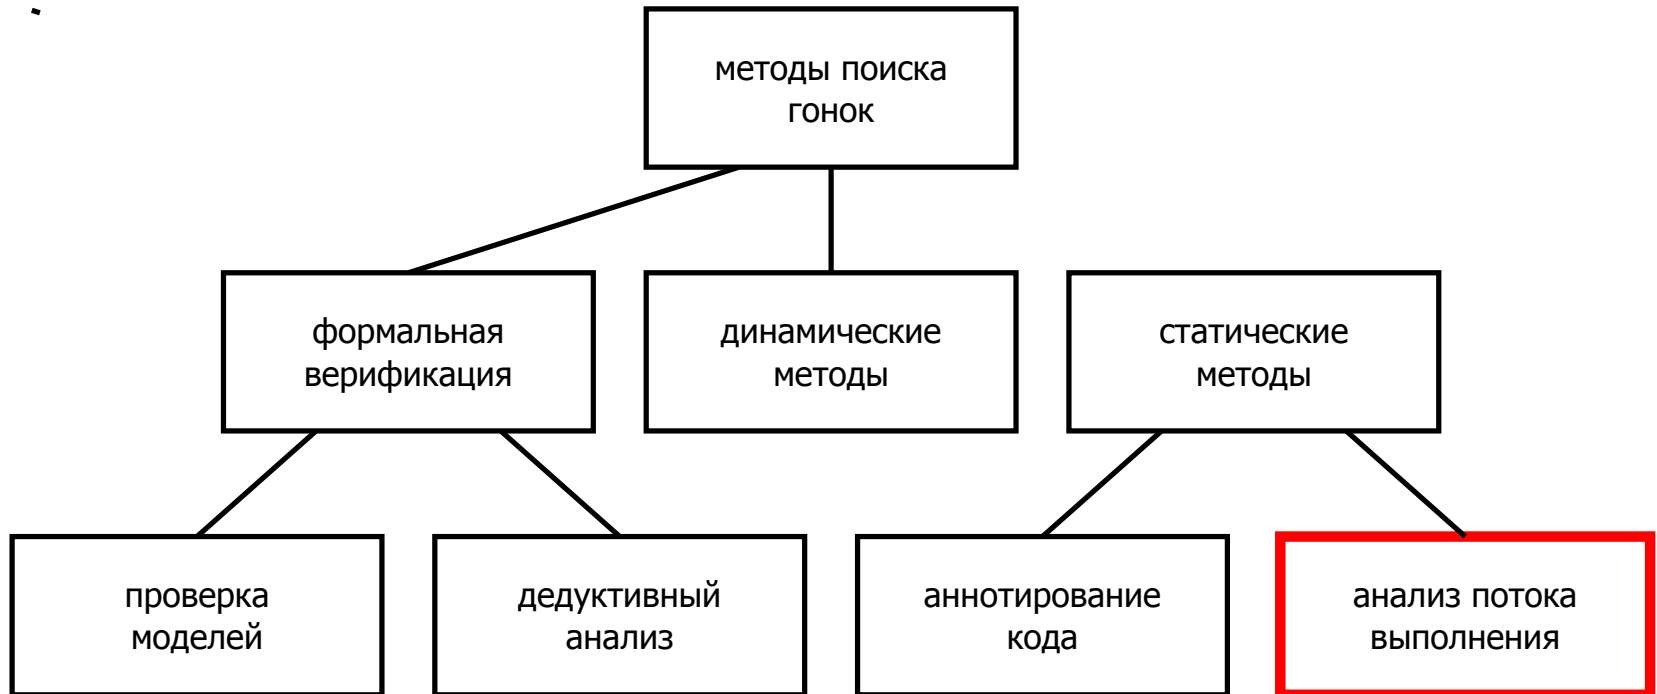 методы поиска
гонок
формальная
верификация
динамические
методы
статические
методы
проверка
моделей
дедуктивный
анализ
аннотирование
кода
анализ потока
выполнения